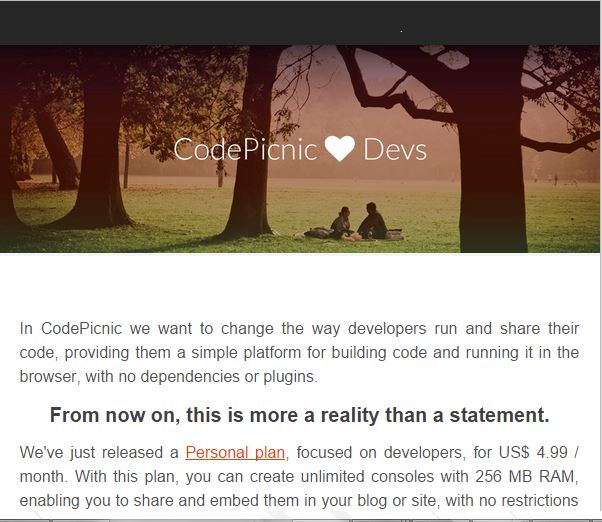 CodePicnic ♥ Devs
In CodePicnic we want to change the way developers run and share their
code, providing them a simple platform for building code and running it in the
browser, with no dependencies or plugins.
From now on, this is more a reality than a statement.
We've just released a Personal plan, focused on developers, for US$ 4.99 /
month. With this plan, you can create unlimited consoles with 256 MB RAM,
enabling you to share and embed them in your blog or site, with no restrictions